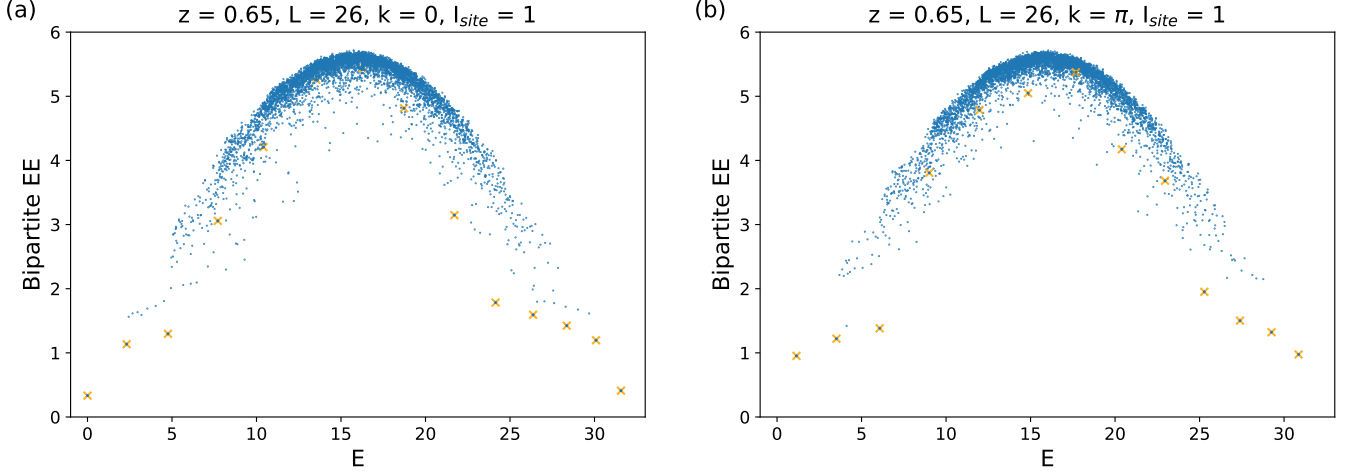 (a)
z = 0.65, L = 26, k = 0, l_site = 1
6
5
4
3
2
1
0
Bipartite EE
0 5 10 15 20 25 30
E
(b)
z = 0.65, L = 26, k = π, l_site = 1
6
5
4
3
2
1
0
Bipartite EE
0 5 10 15 20 25 30
E